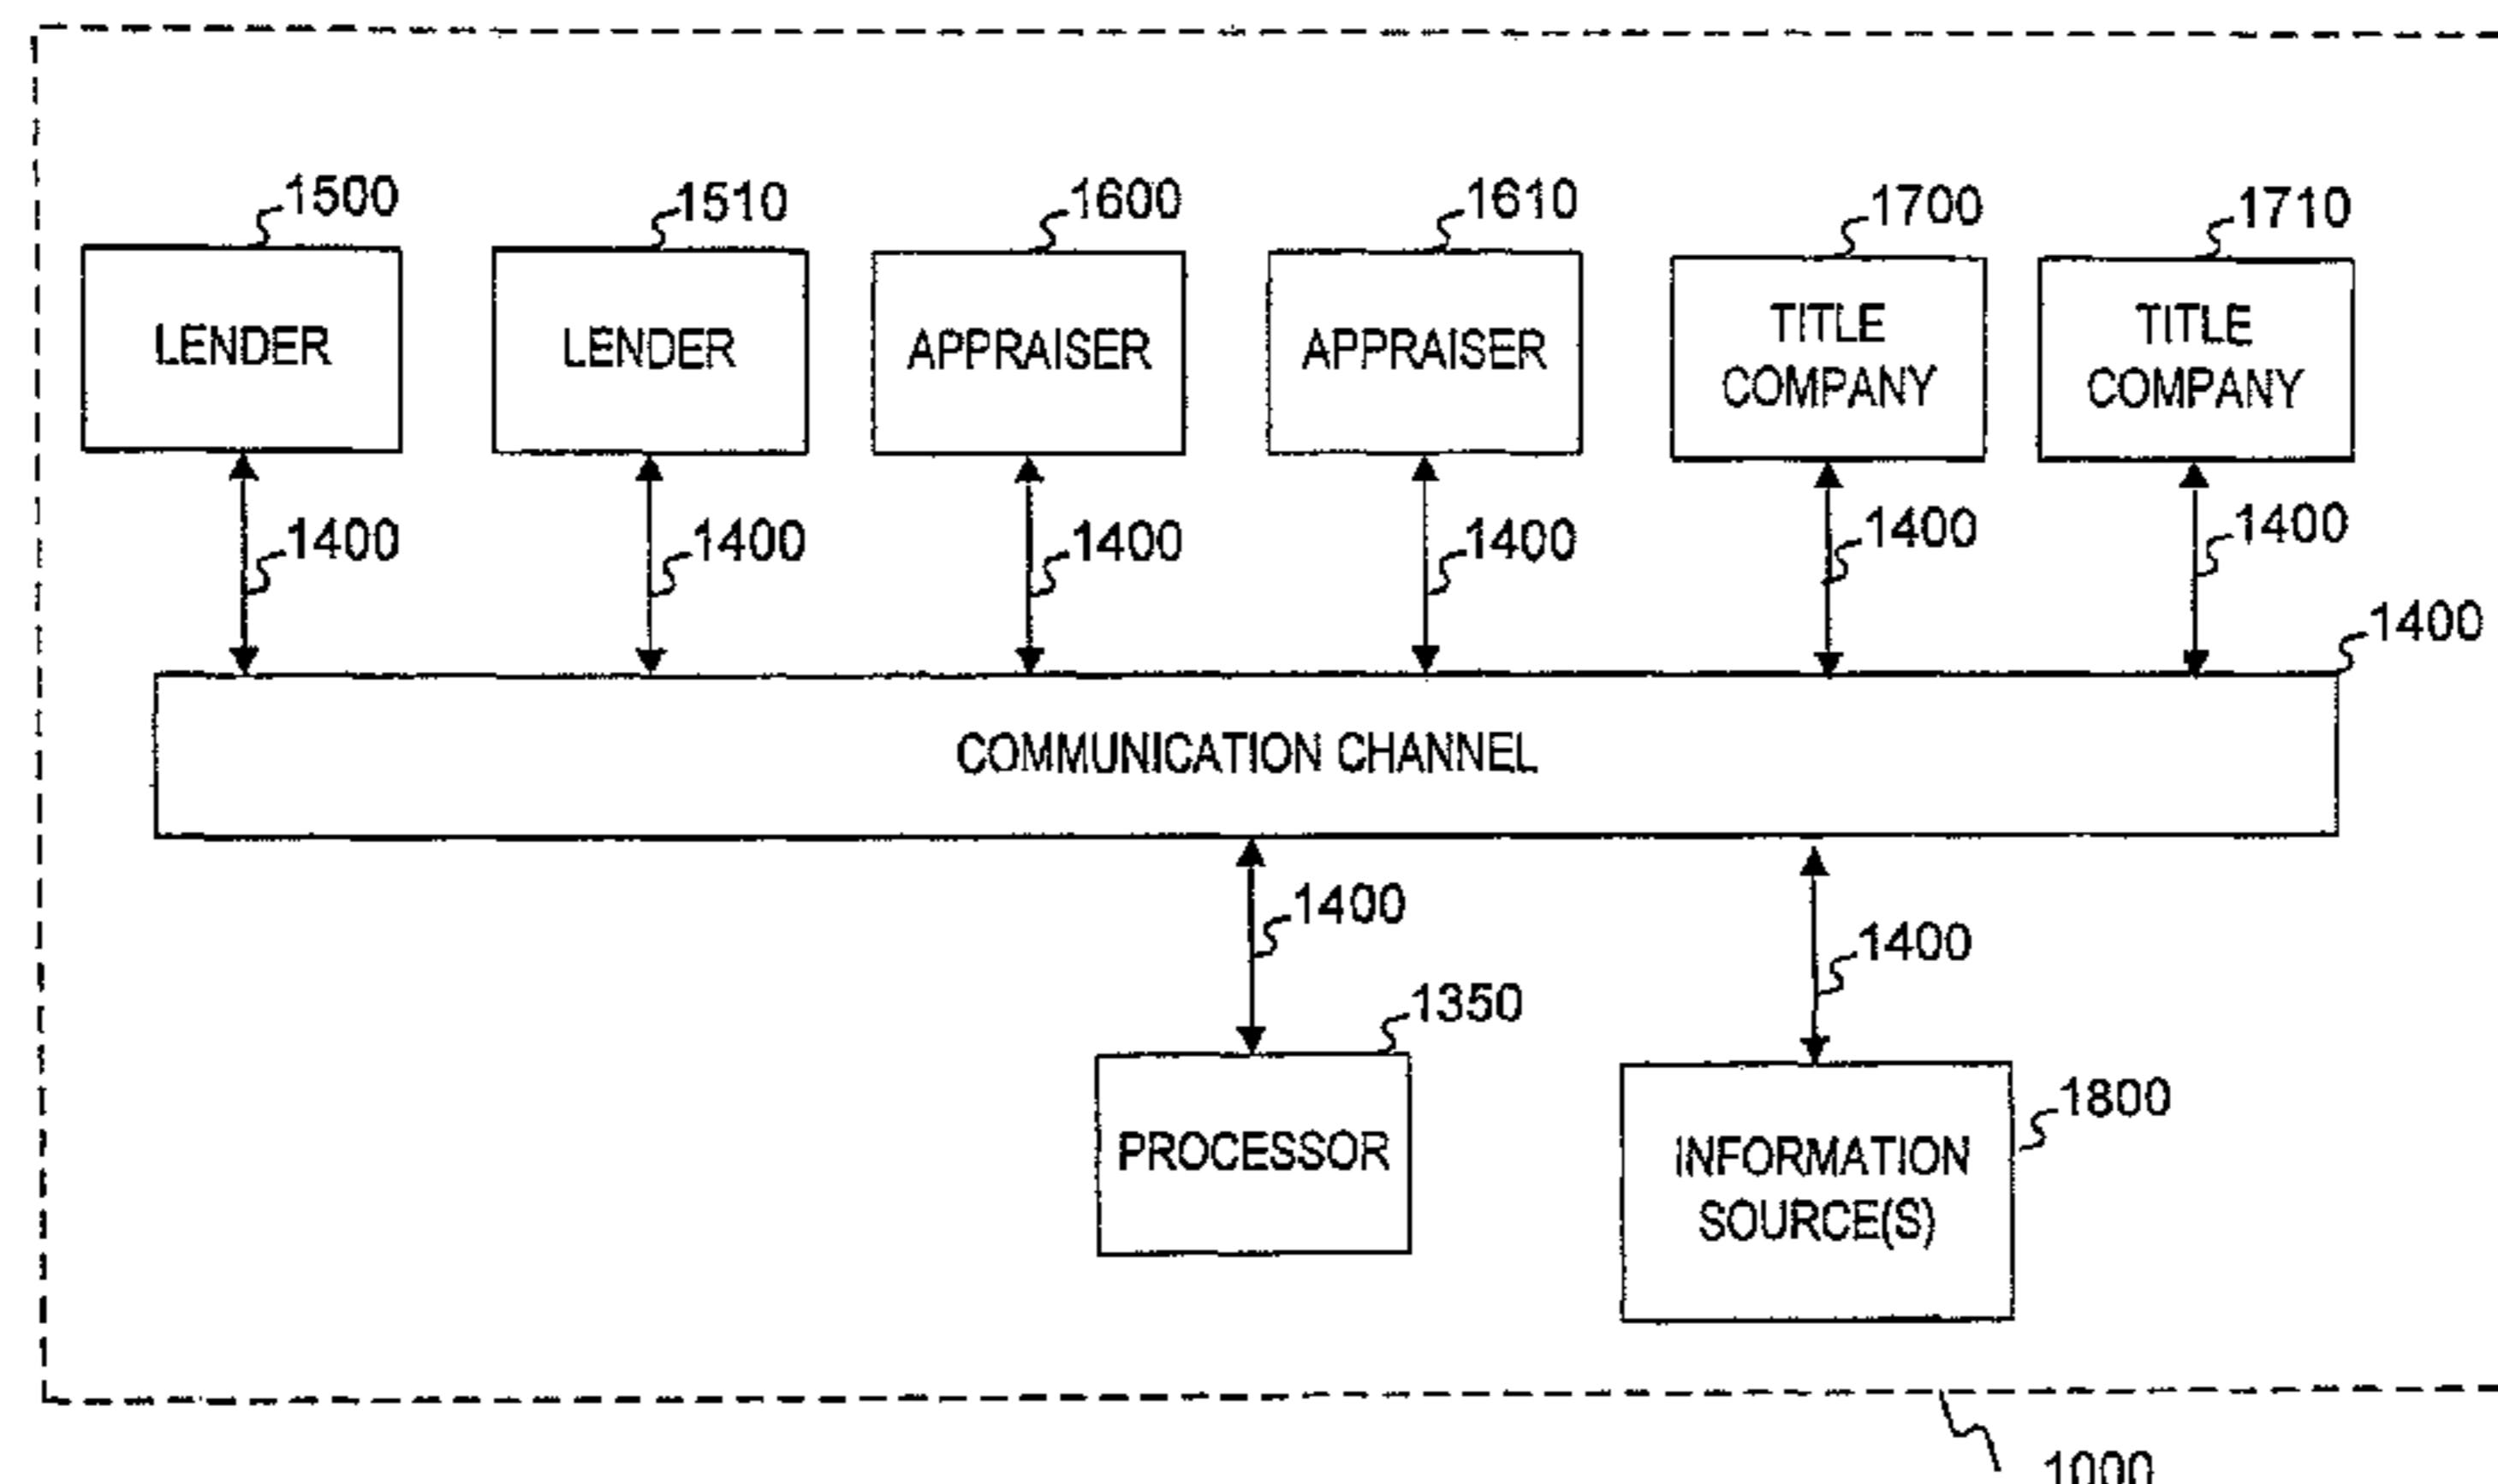 1500
1510
1600
1610
1700
1710
LENDER
LENDER
APPRAISER
APPRAISER
TITLE
COMPANY
TITLE
COMPANY
1400
1400
1400
1400
1400
1400
1400
COMMUNICATION CHANNEL
1400
1400
1350
1800
PROCESSOR
INFORMATION
SOURCE(S)
1000